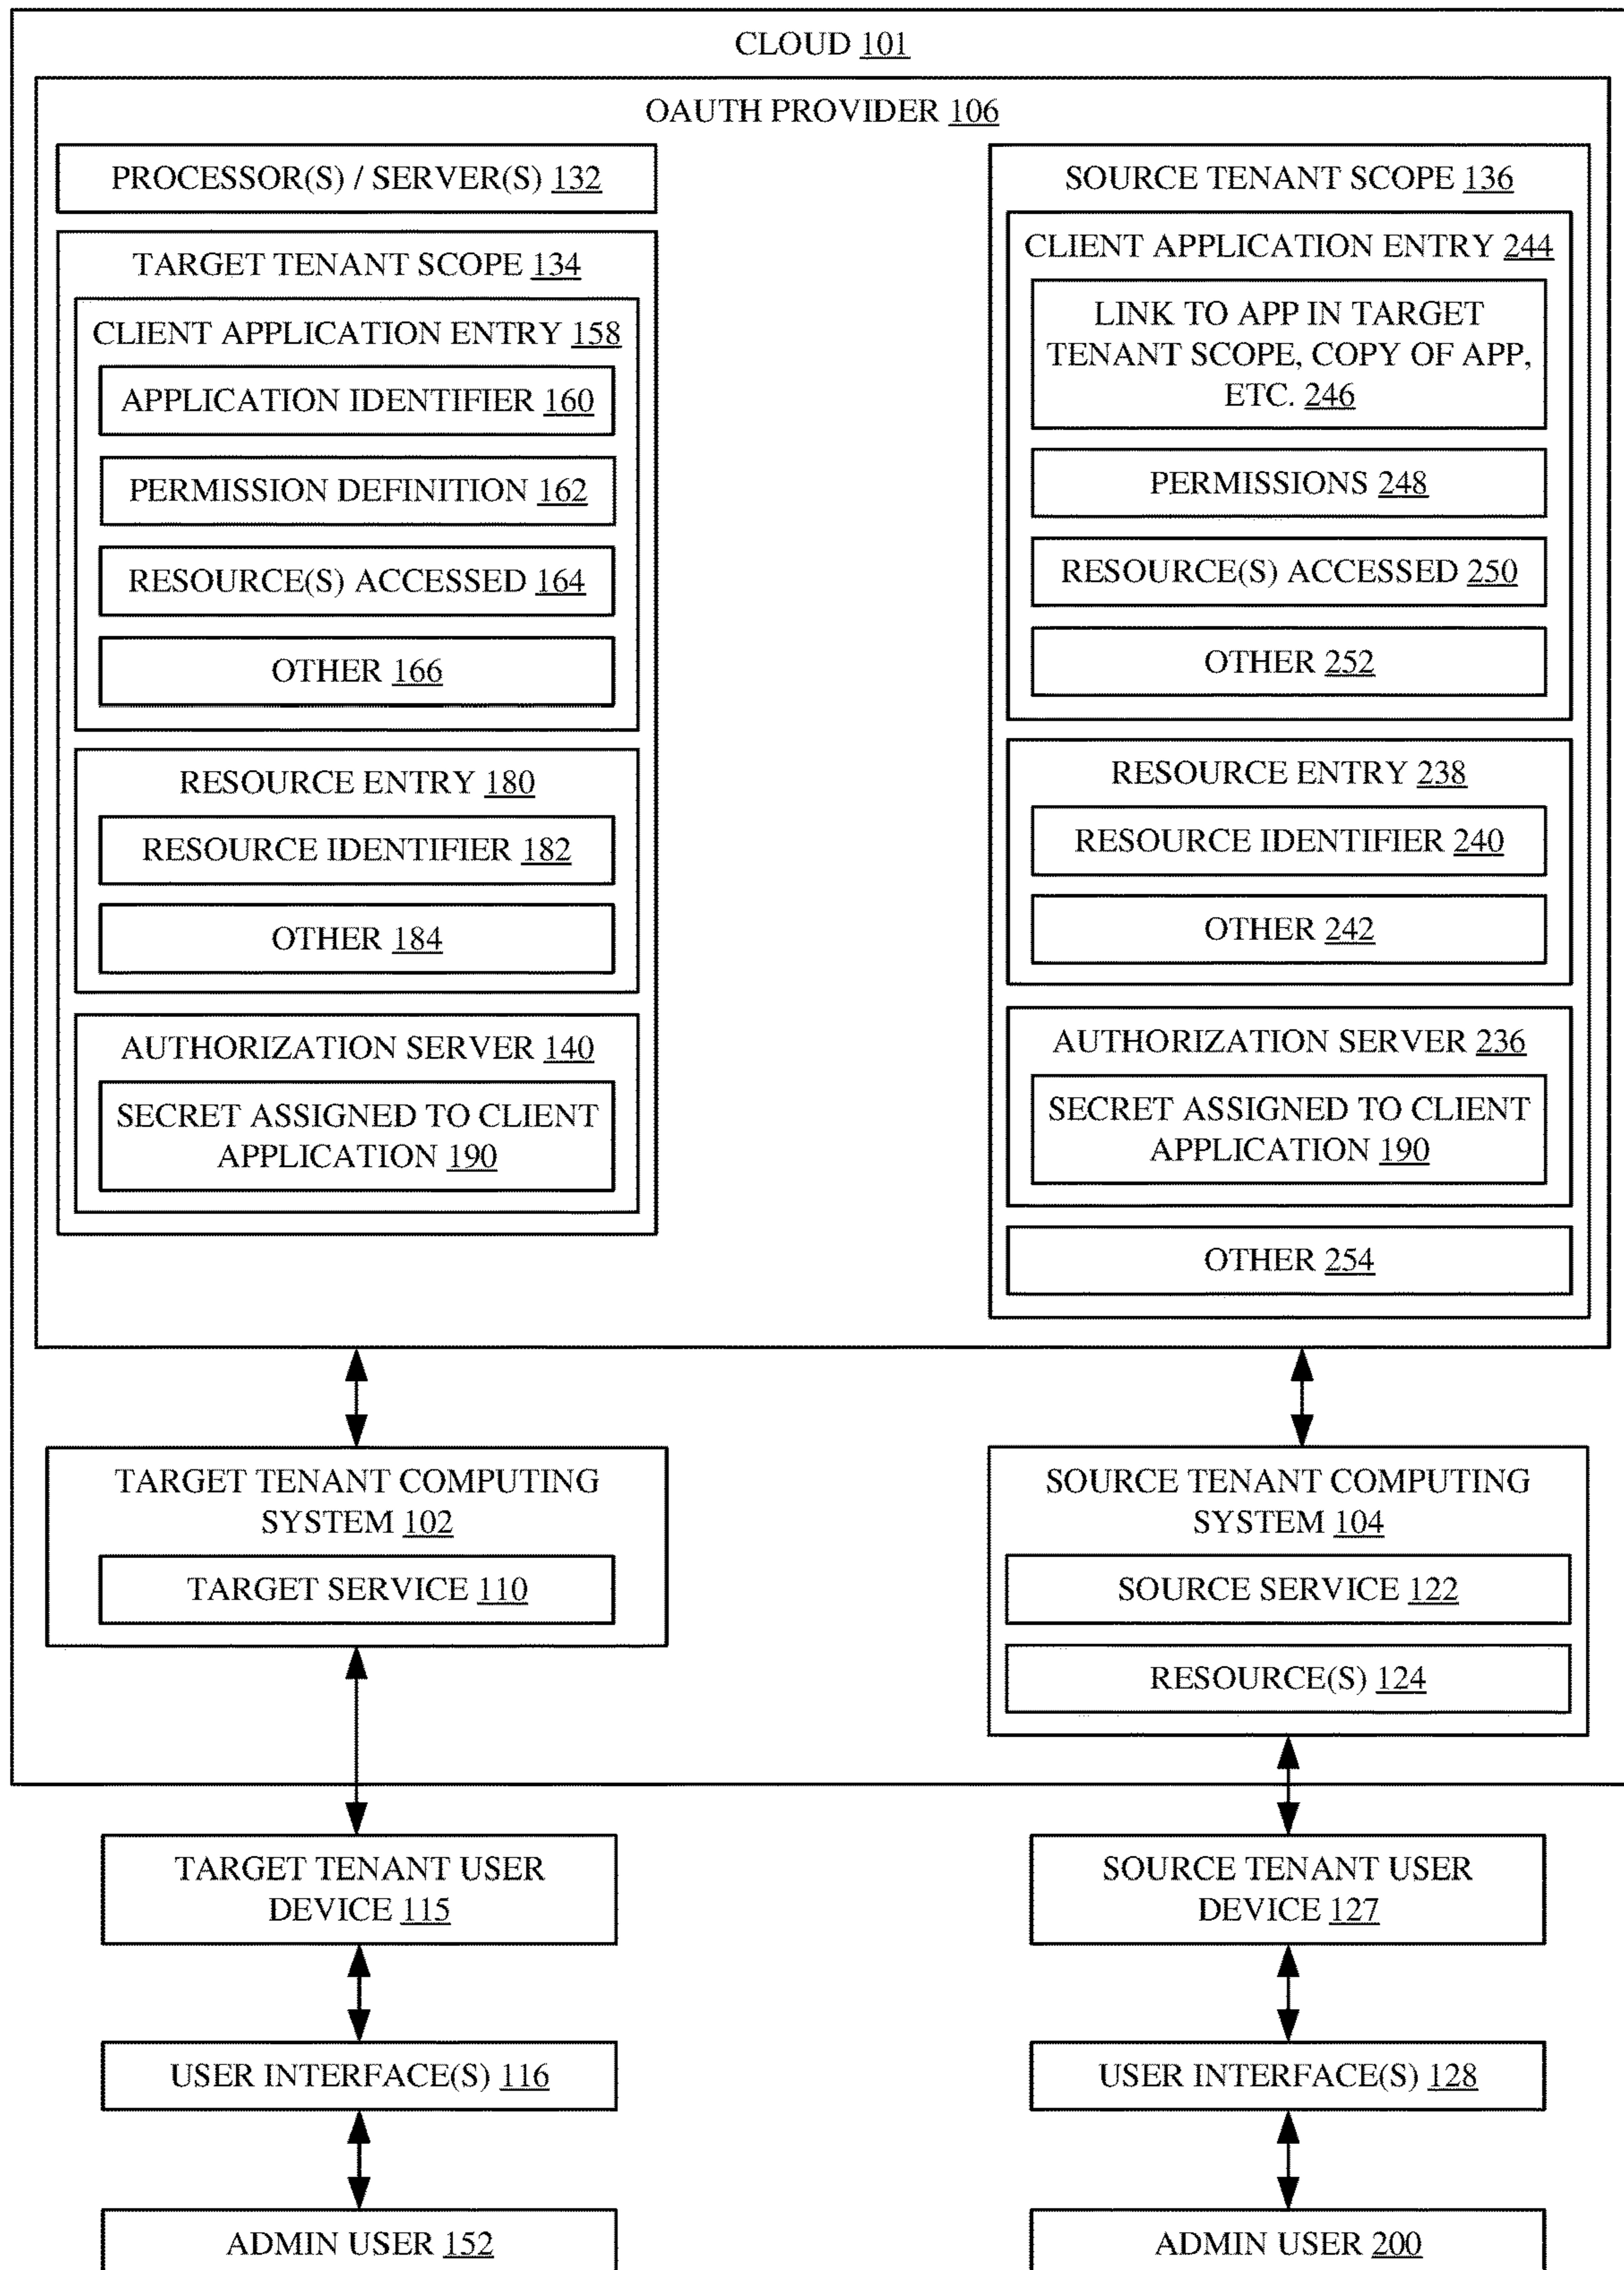 CLOUD 101
OAUTH PROVIDER 106
PROCESSOR(S) / SERVER(S) 132
TARGET TENANT SCOPE 134
CLIENT APPLICATION ENTRY 158
APPLICATION IDENTIFIER 160
PERMISSION DEFINITION 162
RESOURCE(S) ACCESSED 164
OTHER 166
RESOURCE ENTRY 180
RESOURCE IDENTIFIER 182
OTHER 184
AUTHORIZATION SERVER 140
SECRET ASSIGNED TO CLIENT
APPLICATION 190
SOURCE TENANT SCOPE 136
CLIENT APPLICATION ENTRY 244
LINK TO APP IN TARGET
TENANT SCOPE, COPY OF APP,
ETC. 246
PERMISSIONS 248
RESOURCE(S) ACCESSED 250
OTHER 252
RESOURCE ENTRY 238
RESOURCE IDENTIFIER 240
OTHER 242
AUTHORIZATION SERVER 236
SECRET ASSIGNED TO CLIENT
APPLICATION 190
OTHER 254
TARGET TENANT COMPUTING
SYSTEM 102
TARGET SERVICE 110
SOURCE TENANT COMPUTING
SYSTEM 104
SOURCE SERVICE 122
RESOURCE(S) 124
TARGET TENANT USER
DEVICE 115
USER INTERFACE(S) 116
ADMIN USER 152
SOURCE TENANT USER
DEVICE 127
USER INTERFACE(S) 128
ADMIN USER 200